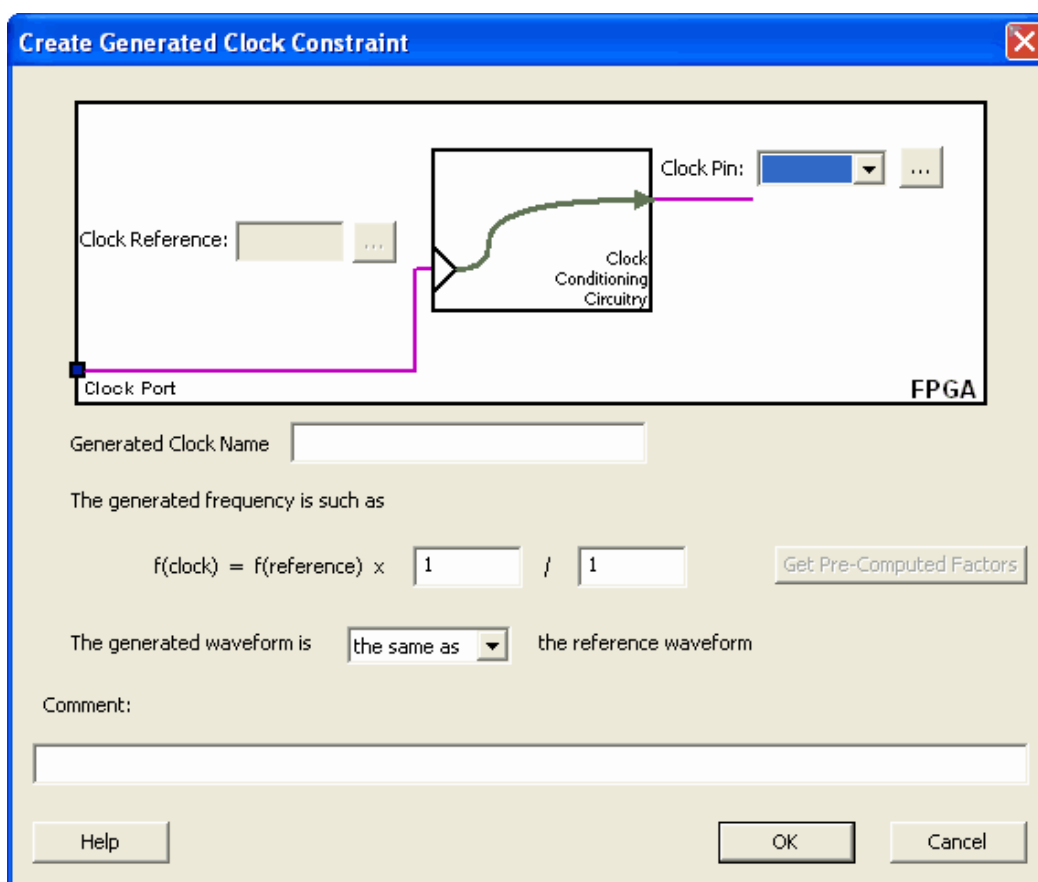 Create Generated Clock Constraint
Clock Pin:
...
Clock Reference:
...
Clock
Conditioning
Circuitry
Clock Port
FPGA
Generated Clock Name
The generated frequency is such as
f(clock) = f(reference) x 1 / 1 Get Pre-Computed Factors
The generated waveform is the same as the reference waveform
Comment:
Help OK Cancel